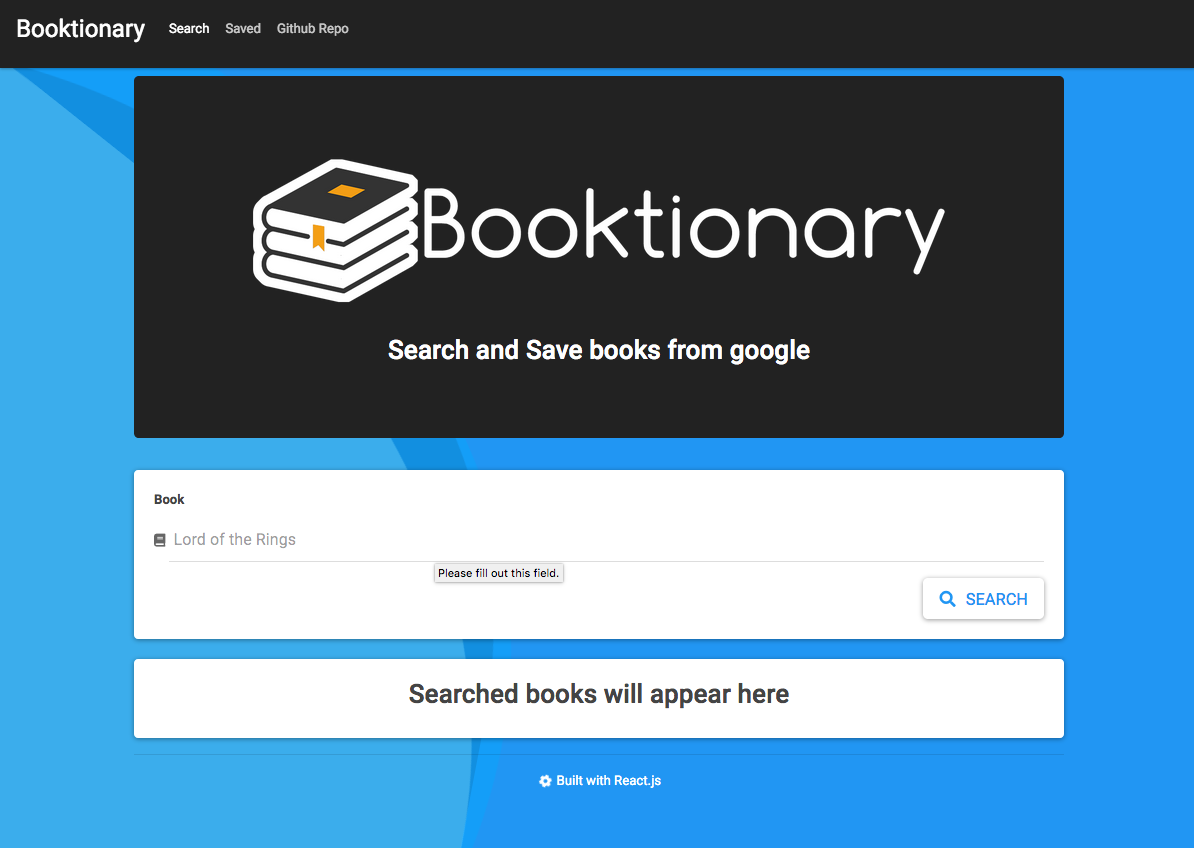 Booktionary Search Saved Github Repo
Booktionary
Search and Save books from google
Book
Lord of the Rings
Please fill out this field.
SEARCH
Searched books will appear here
Built with React.js